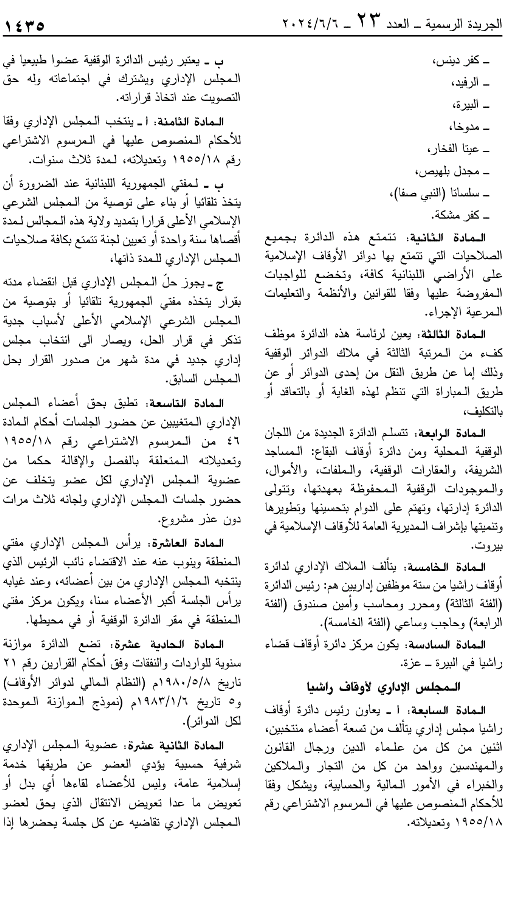 الجريدة الرسمية ــ العدد ٢٣ ــ ٢٠٢٤/٦/٦
١٤٣٥
ــ كفر دينس،
ــ الرفيد،
ــ البيرة،
ــ مدوخا،
ــ عيتا الفخار،
ــ مجدل بلهيص،
ــ سلساتا (النبي صفا)،
ــ كفر مشكة.
المادة الثانية: تتمتع هذه الدائرة بجميع
الصلاحيات التي تتمتع بها دوائر الأوقاف الإسلامية
على الأراضي اللبنانية كافة، وتخضع للواجبات
المفروضة عليها وفقا للقوانين والأنظمة والتعليمات
المرعية الإجراء.
المادة الثالثة: يعين لرئاسة هذه الدائرة موظف
كفء من المرتبة الثالثة في ملاك الدوائر الوقفية
وذلك إما عن طريق النقل من إحدى الدوائر أو عن
طريق المباراة التي تنظم لهذه الغاية أو بالتعاقد أو
بالتكليف،
المادة الرابعة: تتسلم الدائرة الجديدة من اللجان
الوقفية المحلية ومن دائرة أوقاف البقاع: المساجد
الشريفة، والعقارات الوقفية، والملفات، والأموال،
والموجودات الوقفية المحفوظة بعهدتها، وتتولى
الدائرة إدارتها، وتهتم على الدوام بتحسينها وتطويرها
وتنميتها بإشراف المديرية العامة للأوقاف الإسلامية في
بيروت.
المادة الخامسة: يتألف الملاك الإداري لدائرة
أوقاف راشيا من ستة موظفين إداريين هم: رئيس الدائرة
(الفئة الثالثة) ومحرر ومحاسب وأمين صندوق (الفئة
الرابعة) وحاجب وساعي (الفئة الخامسة).
المادة السادسة: يكون مركز دائرة أوقاف قضاء
راشيا في البيرة ــ عزة.
المجلس الإداري لأوقاف راشيا
المادة السابعة: أ ــ يعاون رئيس دائرة أوقاف
راشيا مجلس إداري يتألف من تسعة أعضاء منتخبين،
اثنين من كل من علماء الدين ورجال القانون
والمهندسين وواحد من كل من التجار والملاكين
والخبراء في الأمور المالية والحسابية، ويشكل وفقا
للأحكام المنصوص عليها في المرسوم الاشتراعي رقم
١٩٥٥/١٨ وتعديلاته.
ب ــ يعتبر رئيس الدائرة الوقفية عضوا طبيعيا في
المجلس الإداري ويشترك في اجتماعاته وله حق
التصويت عند اتخاذ قراراته.
المادة الثامنة: أ ــ ينتخب المجلس الإداري وفقا
للأحكام المنصوص عليها في المرسوم الاشتراعي
رقم ١٩٥٥/١٨ وتعديلاته، لمدة ثلاث سنوات.
ب ــ لمفتي الجمهورية اللبنانية عند الضرورة أن
يتخذ تلقائيا أو بناء على توصية من المجلس الشرعي
الإسلامي الأعلى قرارا بتمديد ولاية هذه المجالس لمدة
أقصاها سنة واحدة أو تعيين لجنة تتمتع بكافة صلاحيات
المجلس الإداري للمدة ذاتها،
ج ــ يجوز حلّ المجلس الإداري قبل انقضاء مدته
بقرار يتخذه مفتي الجمهورية تلقائيا أو بتوصية من
المجلس الشرعي الإسلامي الأعلى لأسباب جدية
تذكر في قرار الحل، ويصار الى انتخاب مجلس
إداري جديد في مدة شهر من صدور القرار بحل
المجلس السابق.
المادة التاسعة: تطبق بحق أعضاء المجلس
الإداري المتغيبين عن حضور الجلسات أحكام المادة
٤٦ من المرسوم الاشتراعي رقم ١٩٥٥/١٨
وتعديلاته المتعلقة بالفصل والإقالة حكما من
عضوية المجلس الإداري لكل عضو يتخلف عن
حضور جلسات المجلس الإداري ولجانه ثلاث مرات
دون عذر مشروع.
المادة العاشرة: يرأس المجلس الإداري مفتي
المنطقة وينوب عنه عند الاقتضاء نائب الرئيس الذي
ينتخبه المجلس الإداري من بين أعضائه، وعند غيابه
يرأس الجلسة أكبر الأعضاء سنا، ويكون مركز مفتي
المنطقة في مقر الدائرة الوقفية أو في محيطها.
المادة الحادية عشرة: تضع الدائرة موازنة
سنوية للواردات والنفقات وفق أحكام القرارين رقم ٢١
تاريخ ١٩٨٠/٥/٨م (النظام المالي لدوائر الأوقاف)
و٥ تاريخ ١٩٨٣/١/٦م (نموذج الموازنة الموحدة
لكل الدوائر).
المادة الثانية عشرة: عضوية المجلس الإداري
شرفية حسبية يؤدي العضو عن طريقها خدمة
إسلامية عامة، وليس للأعضاء لقاءها أي بدل أو
تعويض ما عدا تعويض الانتقال الذي يحق لعضو
المجلس الإداري تقاضيه عن كل جلسة يحضرها إذا